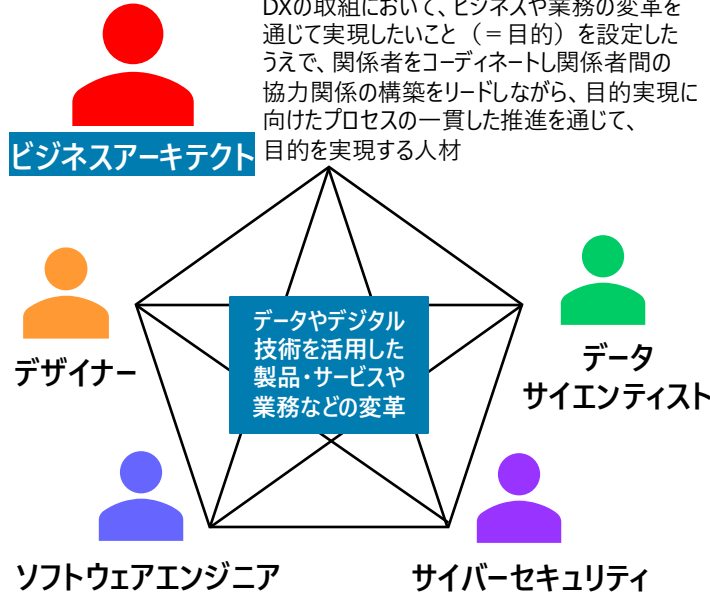 DXの取組において、ビジネスや業務の変革を
通じて実現したいこと（＝目的）を設定した
うえで、関係者をコーディネートし関係者間の
協力関係の構築をリードしながら、目的実現に
向けたプロセスの一貫した推進を通じて、
目的を実現する人材
ビジネスアーキテクト
データやデジタル
技術を活用した
製品・サービスや
業務などの変革
デザイナー
データ
サイエンティスト
ソフトウェアエンジニア
サイバーセキュリティ